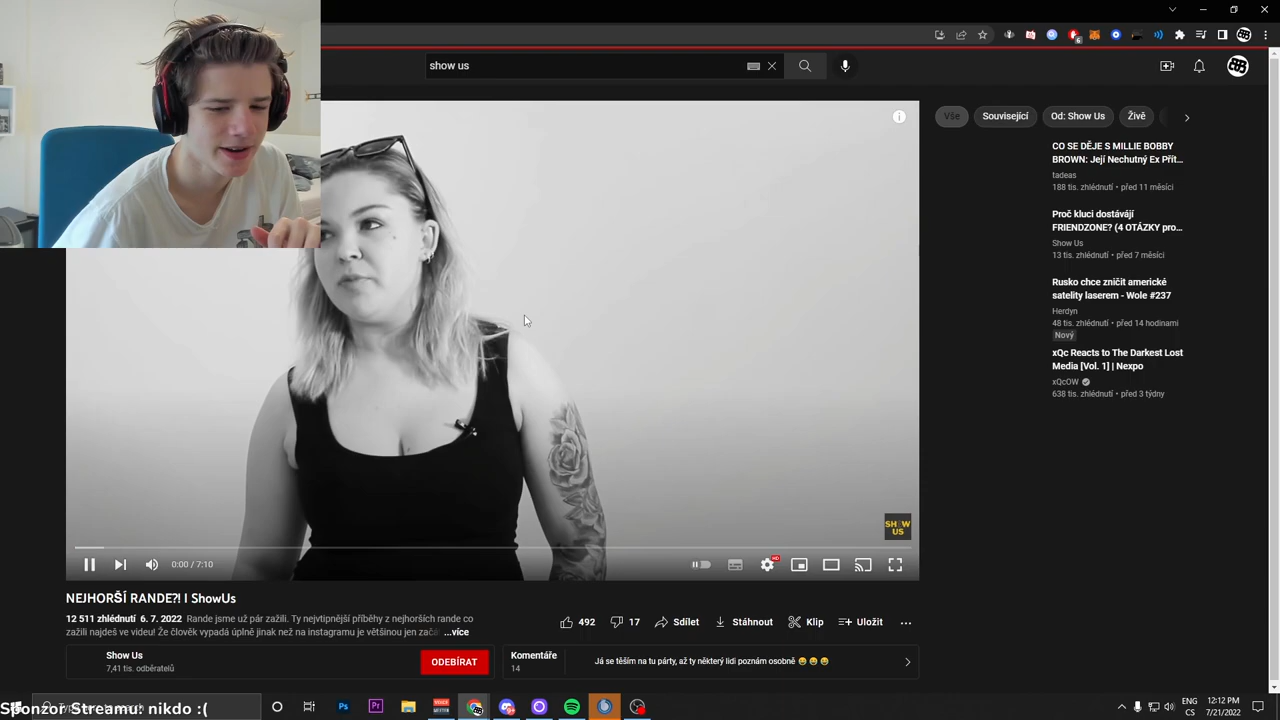 show us
Vše
Související
Od: Show Us
Živě
CO SE DĚJE S MILLIE BOBBY
BROWN: Její Nechutný Ex Přít...
tadeas
188 tis. zhlédnutí • před 11 měsíci
Proč kluci dostávájí
FRIENDZONE? (4 OTÁZKY pro...
Show Us
13 tis. zhlédnutí • před 7 měsíci
Rusko chce zničit americké
satelity laserem - Wole #237
Herdyn
48 tis. zhlédnutí • před 14 hodinami
Nový
xQc Reacts to The Darkest Lost
Media [Vol. 1] | Nexpo
xQcOW
638 tis. zhlédnutí • před 3 týdny
SHOW
US
0:00 / 7:10
HD
NEJHORŠÍ RANDE?! I ShowUs
12 511 zhlédnutí 6. 7. 2022 Rande jsme už pár zažili. Ty nejvtipnější příběhy z nejhorších rande co
zažili najdeš ve videu! Že člověk vypadá úplně jinak než na instagramu je většinou jen zača ...více
492
17
Sdílet
Stáhnout
Klip
Uložit
Show Us
7,41 tis. odběratelů
ODEBÍRAT
Komentáře
14
Já se těším na tu párty, až ty některý lidi poznám osobně
Sponzor Streamu: nikdo :(
Ps
Pr
ENG
CS
12:12 PM
7/21/2022